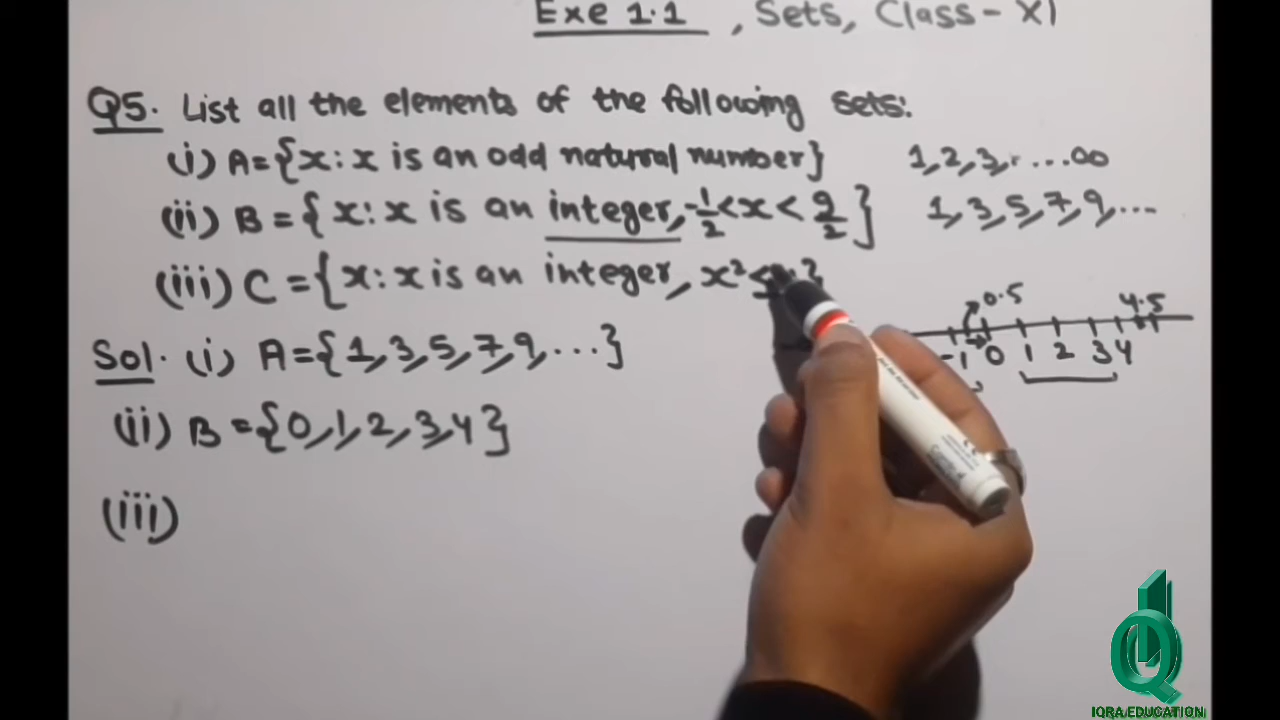 Exe 1.1 , Sets, Class - XI
Q5. List all the elements of the following sets:
(i) A={x: x is an odd natural number} 1,2,3,....∞
(ii) B = {x: x is an integer, -1/2 < x < 9/2} 1,3,5,7,9,...
(iii) C = {x: x is an integer, x² ≤ }
0.5 4.5
-1 0 1 2 3 4
Sol. (i) A={1,3,5,7,9,...}
(ii) B = {0,1,2,3,4}
(iii)
IQRA EDUCATION